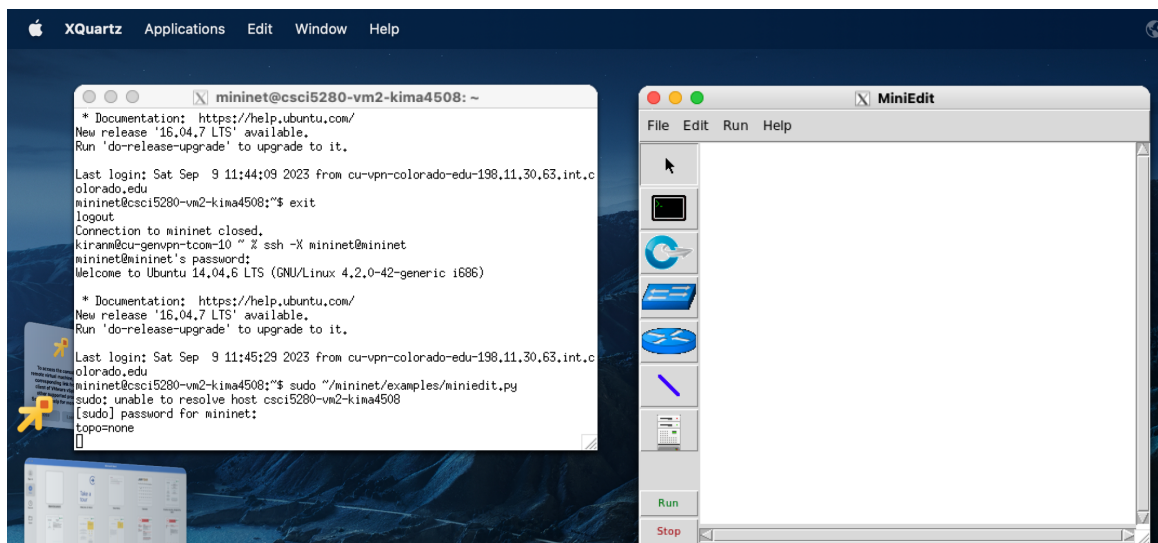 XQuartz Applications Edit Window Help
mininet@csci5280-vm2-kima4508: ~
* Documentation: https://help.ubuntu.com/
New release '16.04.7 LTS' available.
Run 'do-release-upgrade' to upgrade to it.
Last login: Sat Sep 9 11:44:09 2023 from cu-vpn-colorado-edu-198.11.30.63.int.c
olorado.edu
mininet@csci5280-vm2-kima4508:~$ exit
logout
Connection to mininet closed.
kiranm@cu-genvpn-tcom-10 ~ % ssh -X mininet@mininet
mininet@mininet's password:
Welcome to Ubuntu 14.04.6 LTS (GNU/Linux 4.2.0-42-generic i686)
* Documentation: https://help.ubuntu.com/
New release '16.04.7 LTS' available.
Run 'do-release-upgrade' to upgrade to it.
Last login: Sat Sep 9 11:45:29 2023 from cu-vpn-colorado-edu-198.11.30.63.int.c
olorado.edu
mininet@csci5280-vm2-kima4508:~$ sudo ~/mininet/examples/miniedit.py
sudo: unable to resolve host csci5280-vm2-kima4508
[sudo] password for mininet:
topo=none
MiniEdit
File Edit Run Help
Run
Stop